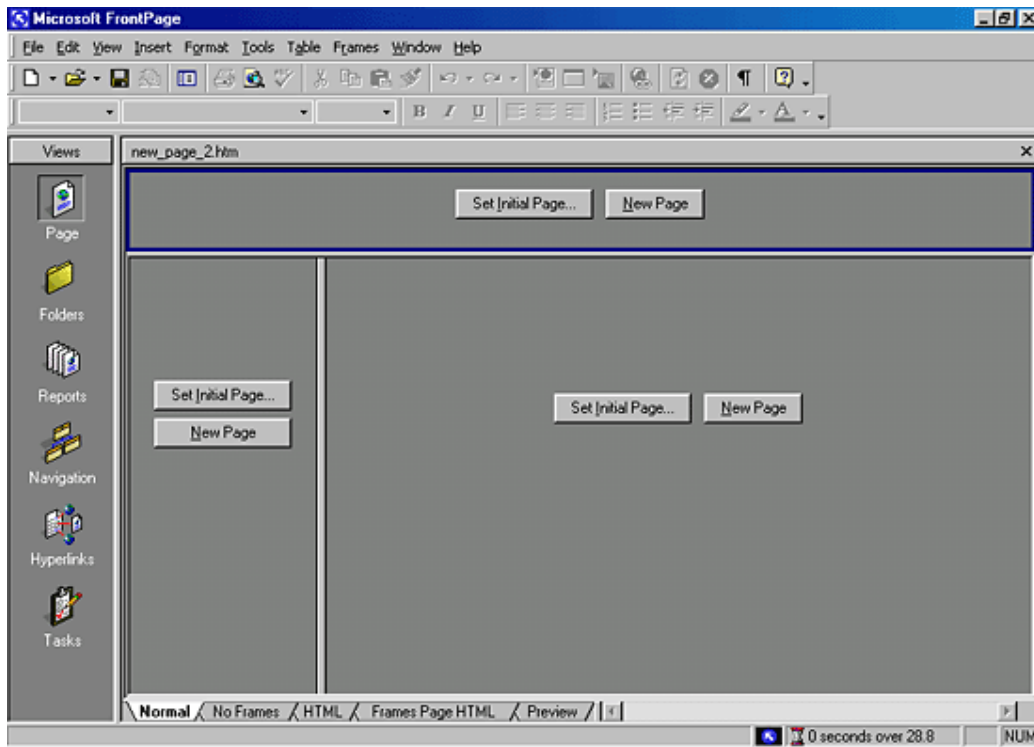 Microsoft FrontPage
File Edit View Insert Format Tools Table Frames Window Help
B I U
A
Views
new_page_2.htm
Set Initial Page... New Page
Page
Folders
Reports
Set Initial Page...
New Page
Set Initial Page... New Page
Navigation
Hyperlinks
Tasks
Normal No Frames HTML Frames Page HTML Preview
0 seconds over 28.8 NUM